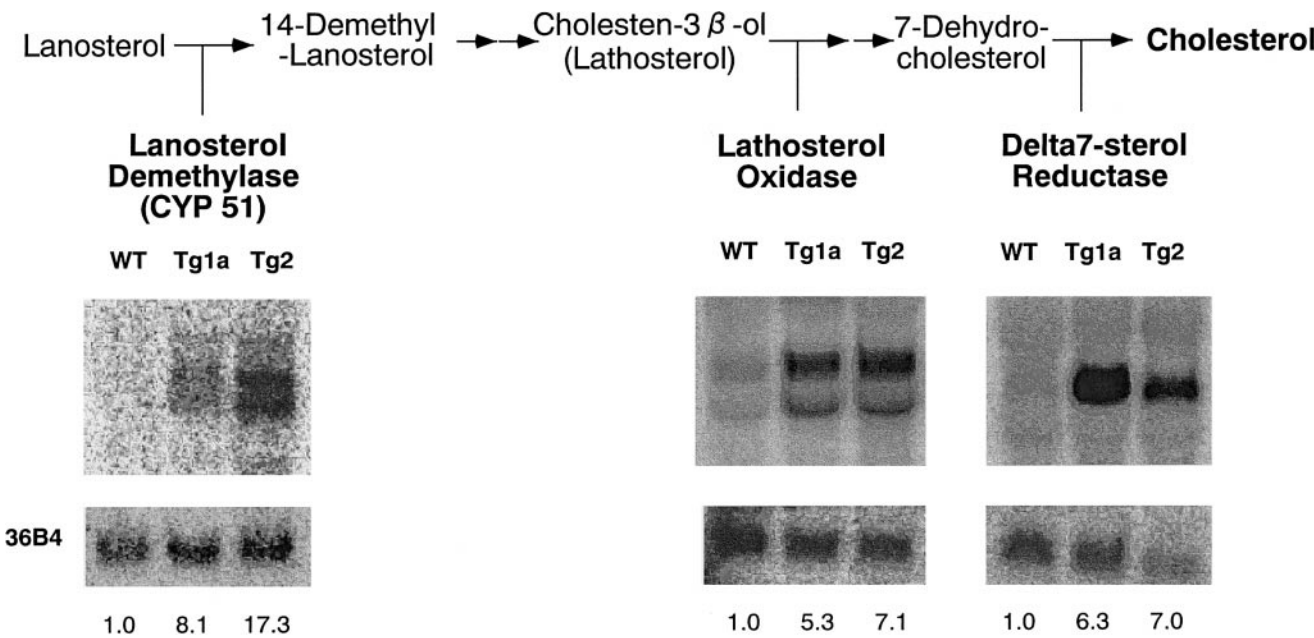 Lanosterol
14-Demethyl
-Lanosterol
Cholesten-3 β -ol
(Lathosterol)
7-Dehydro-
cholesterol
Cholesterol
Lanosterol
Demethylase
(CYP 51)
Lathosterol
Oxidase
Delta7-sterol
Reductase
WT Tg1a Tg2
WT Tg1a Tg2
WT Tg1a Tg2
36B4
1.0 8.1 17.3
1.0 5.3 7.1
1.0 6.3 7.0